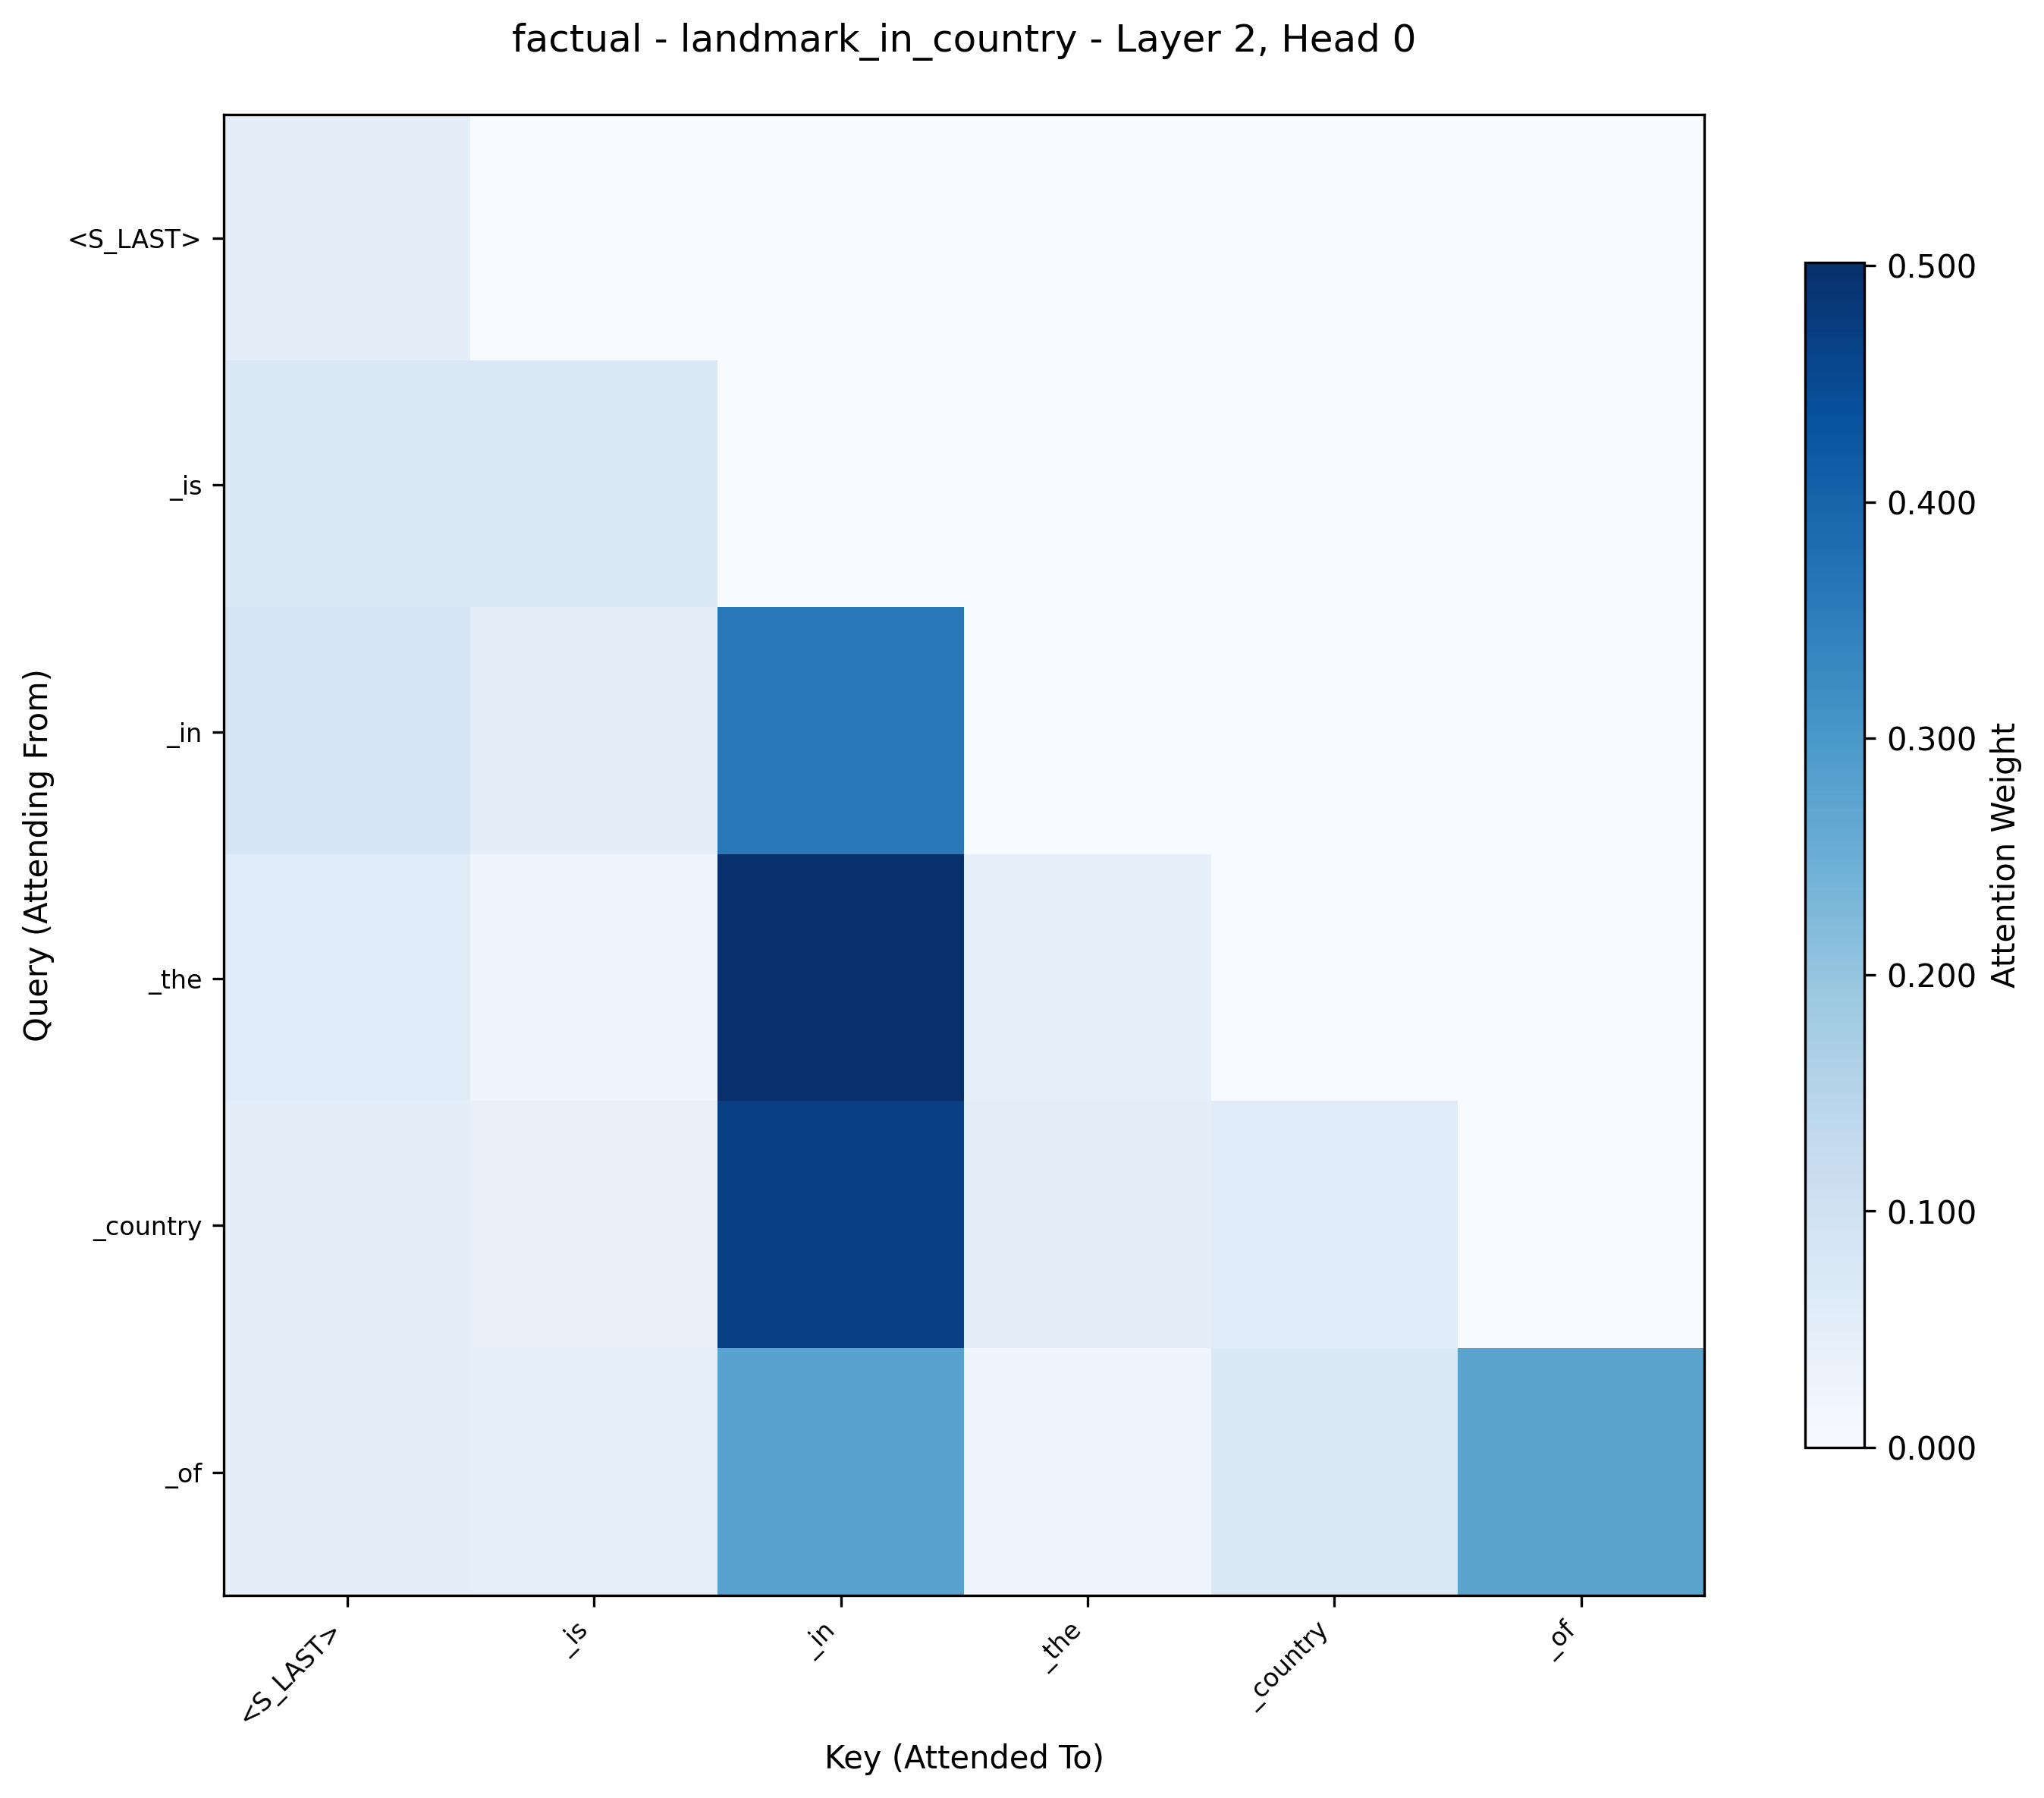 factual - landmark_in_country - Layer 2, Head 0
Query (Attending From)
<S_LAST>
_is
_in
_the
_country
_of
<S_LAST>
_is
_in
_the
_country
_of
Key (Attended To)
0.500
0.400
0.300
0.200
0.100
0.000
Attention Weight